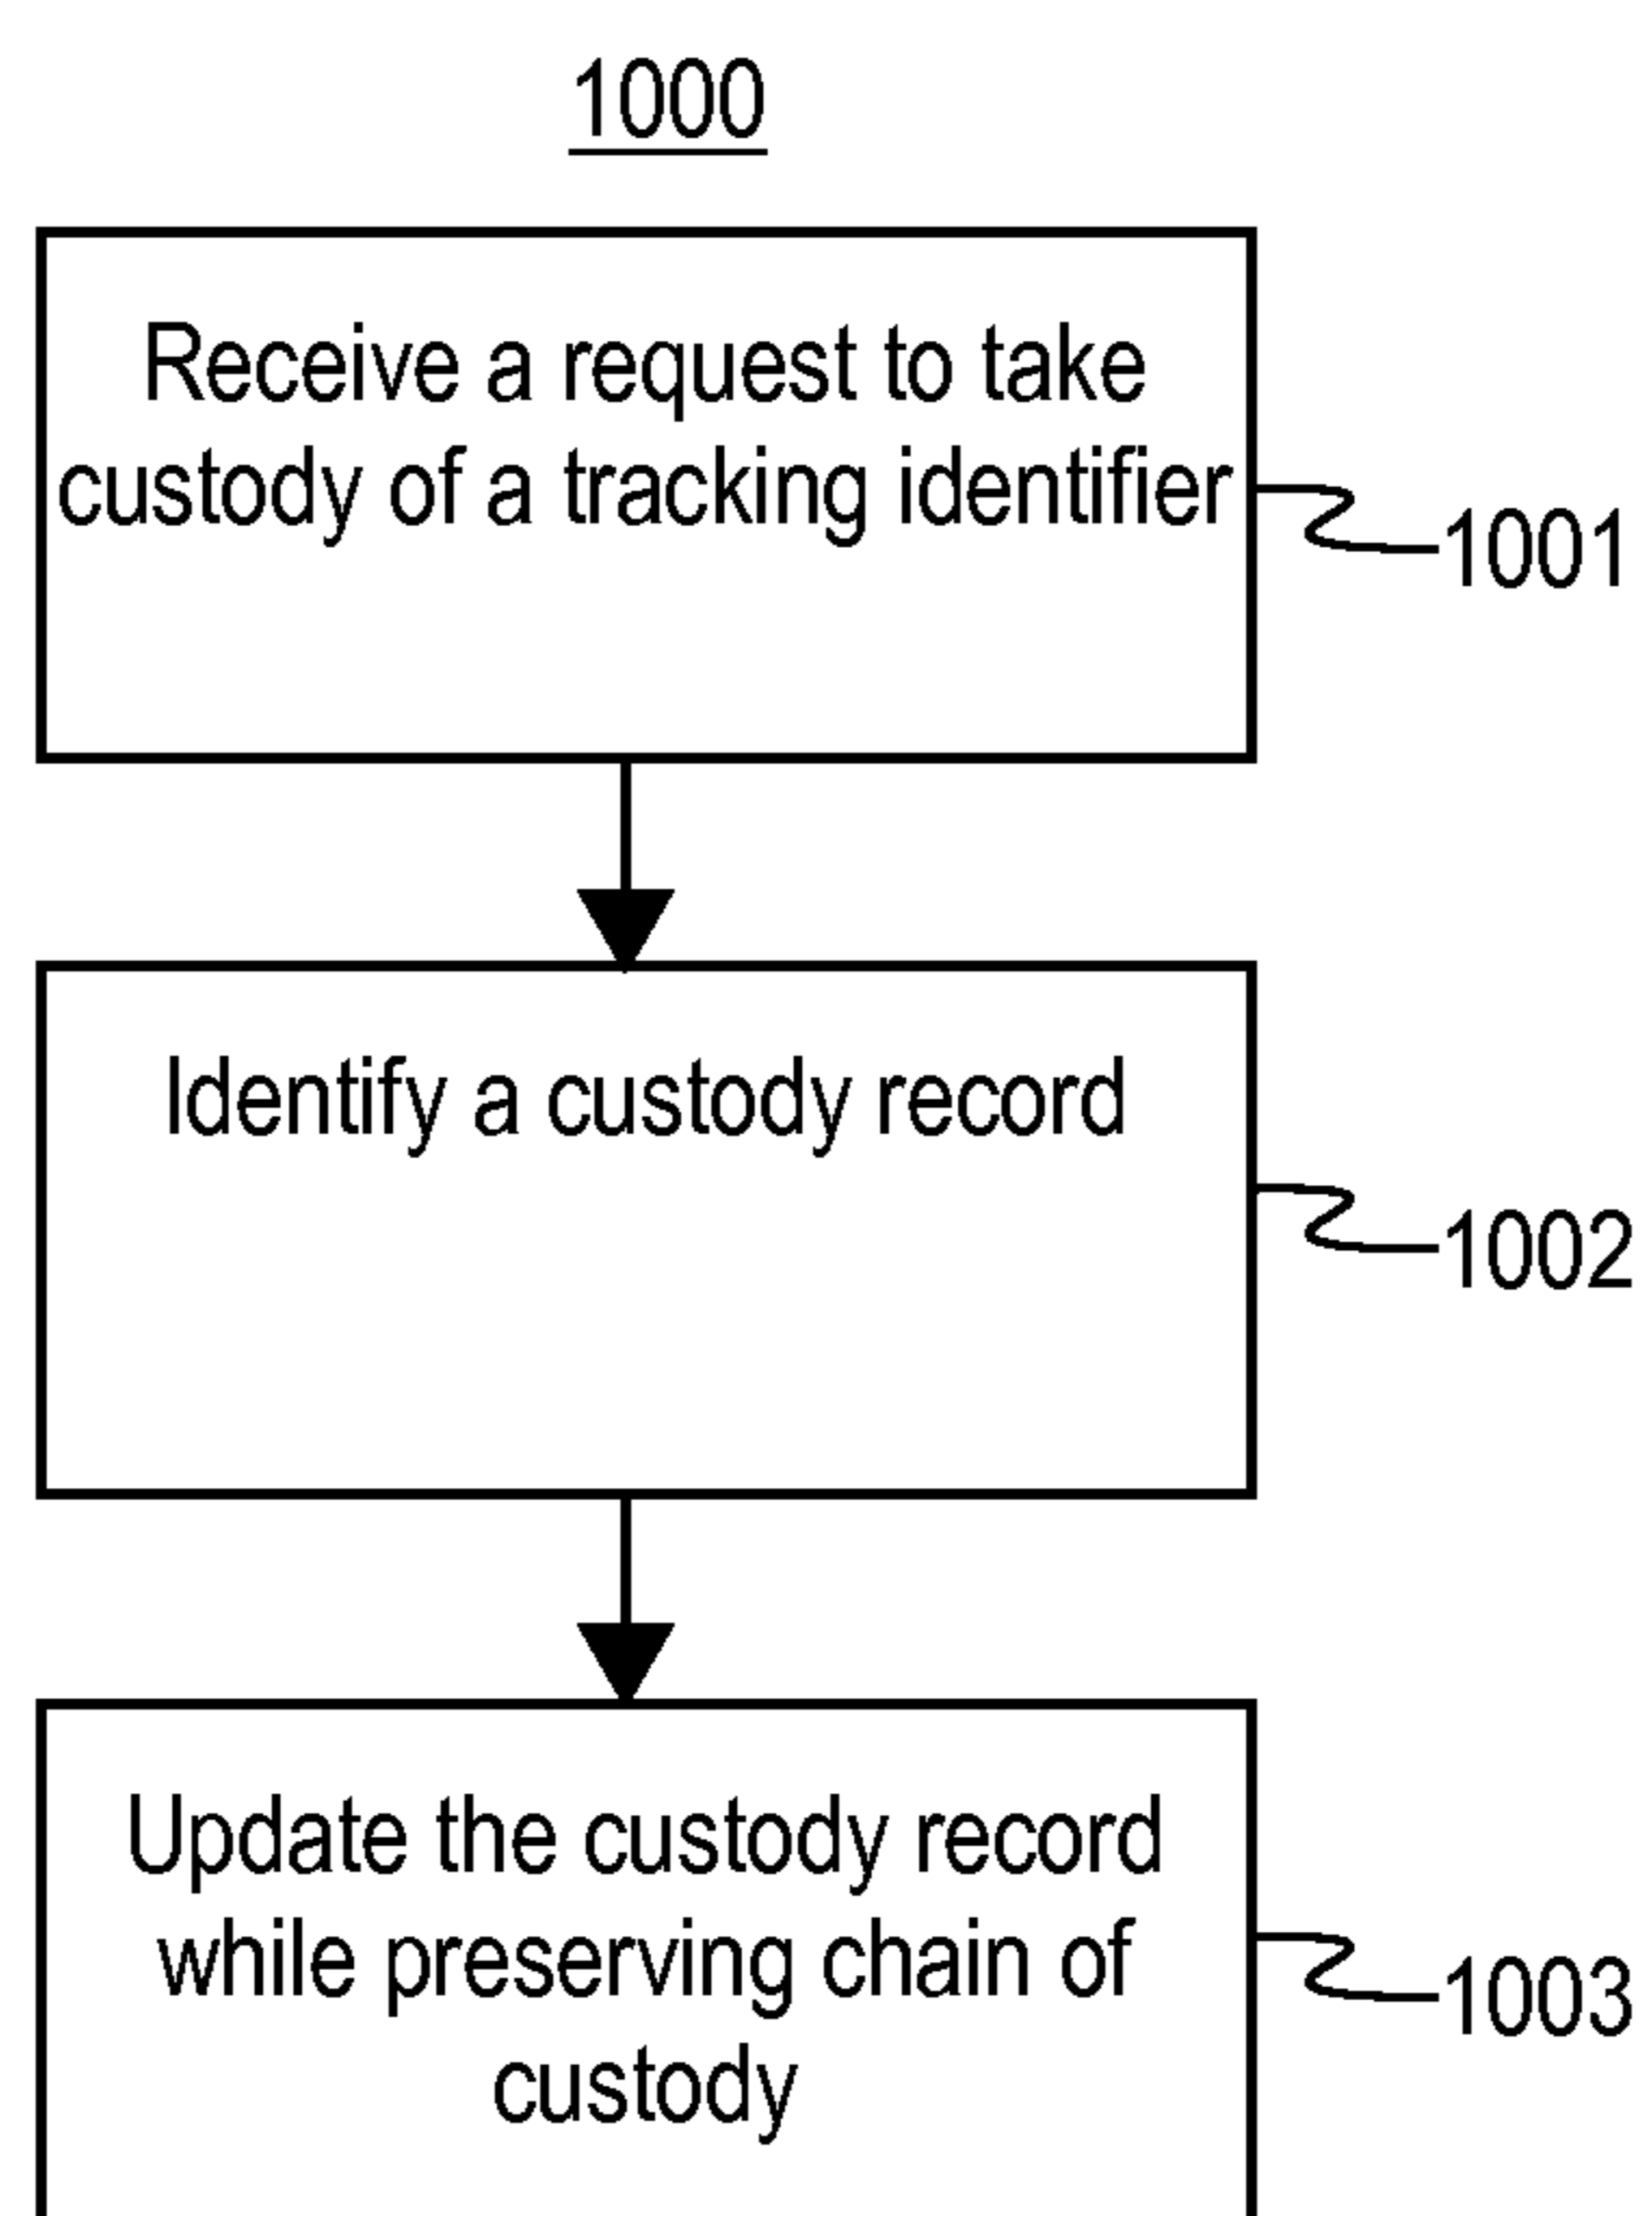 1000
Receive a request to take
custody of a tracking identifier
1001
Identify a custody record
1002
Update the custody record
while preserving chain of
custody
1003